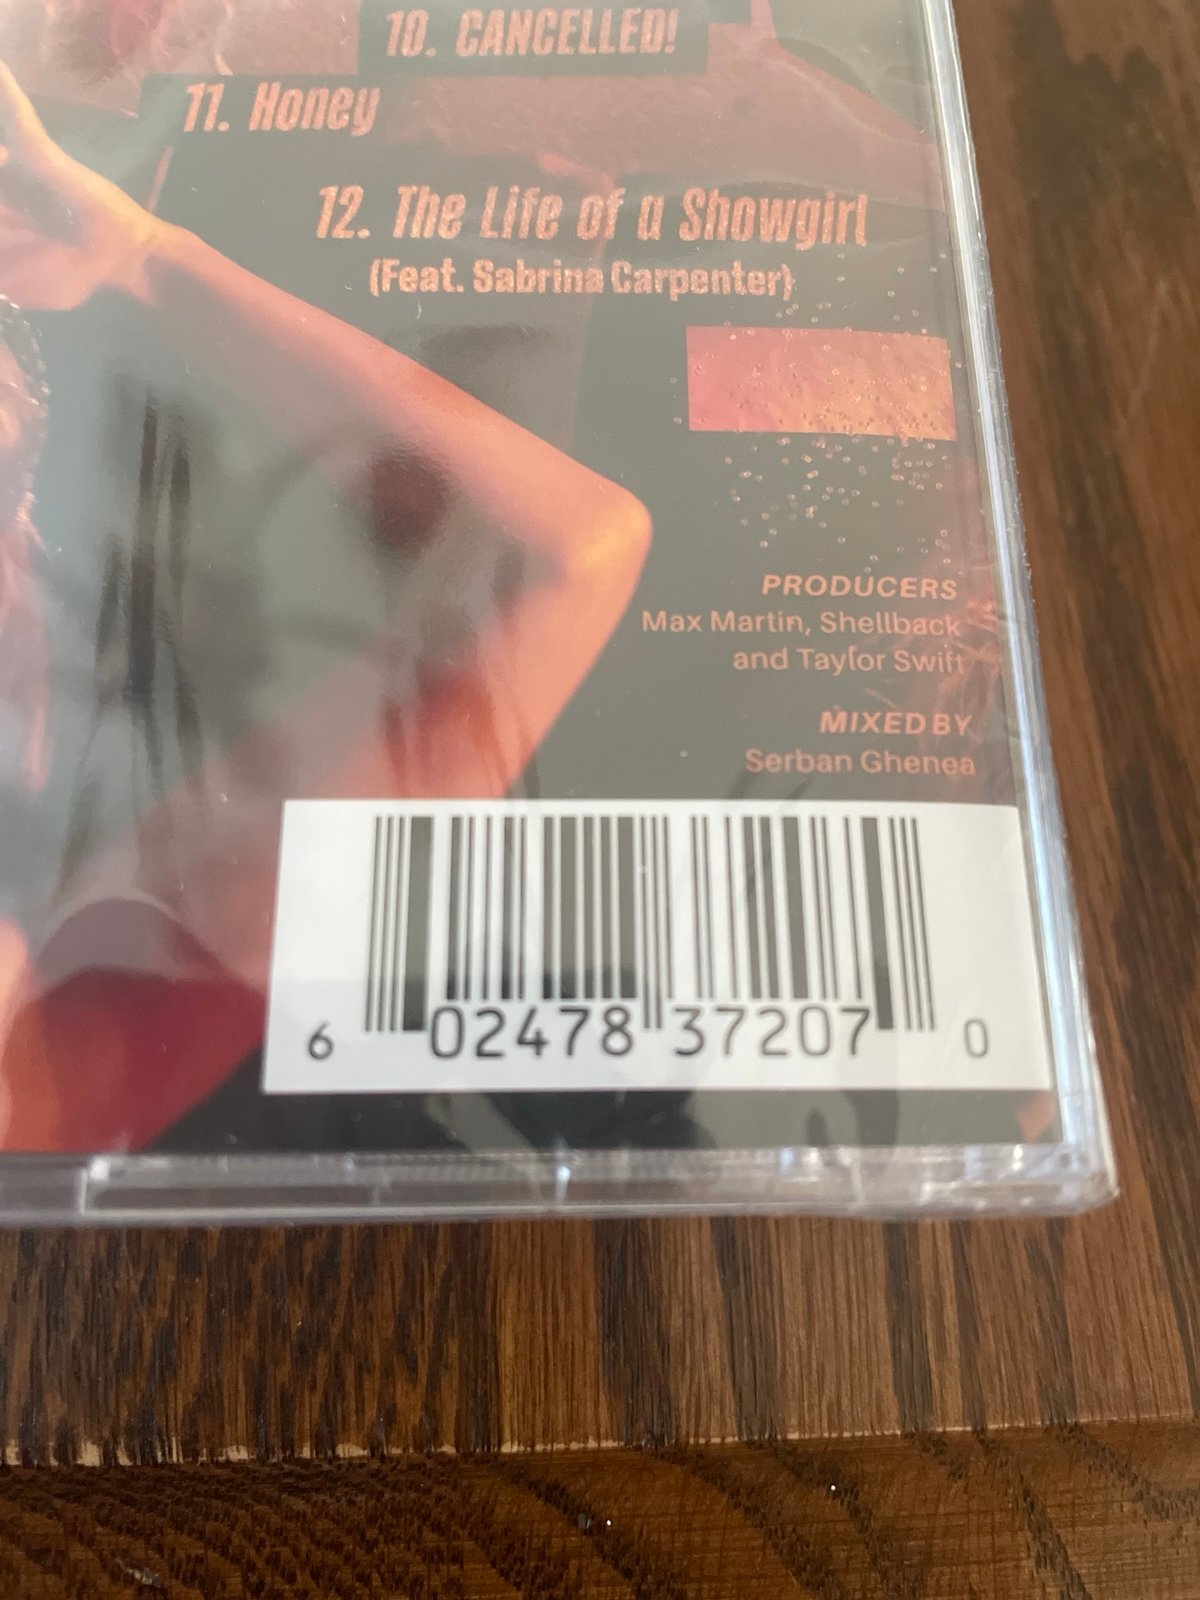 10. CANCELLED!
11. Honey
12. The Life of a Showgirl
(Feat. Sabrina Carpenter)
PRODUCERS
Max Martin, Shellback
and Taylor Swift
MIXED BY
Serban Ghenea
6 02478 37207 0